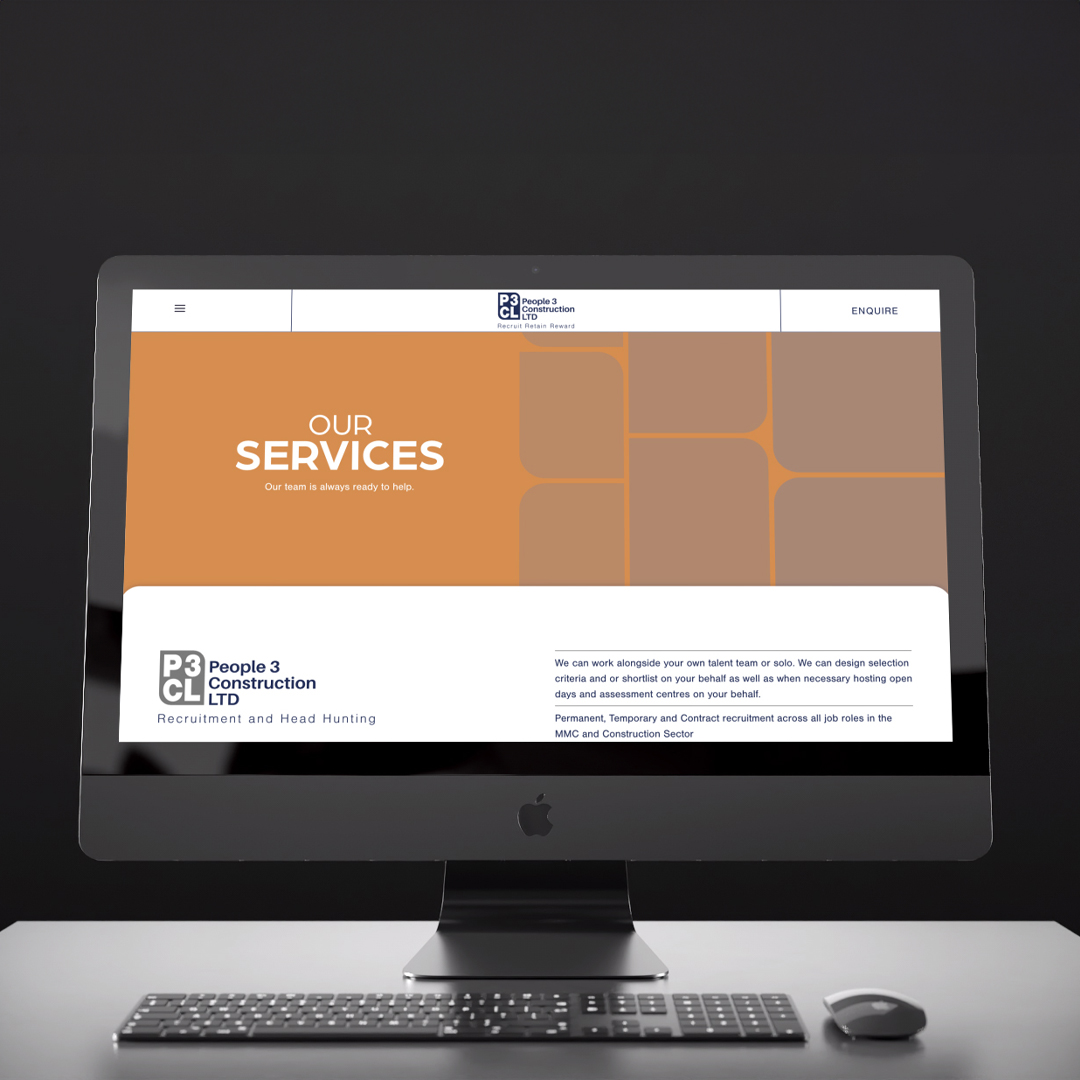 P3
CL
People 3
Construction
LTD
Recruit Retain Reward
ENQUIRE
OUR
SERVICES
Our team is always ready to help.
P3
CL
People 3
Construction
LTD
Recruitment and Head Hunting
We can work alongside your own talent team or solo. We can design selection
criteria and or shortlist on your behalf as well as when necessary hosting open
days and assessment centres on your behalf.
Permanent, Temporary and Contract recruitment across all job roles in the
MMC and Construction Sector